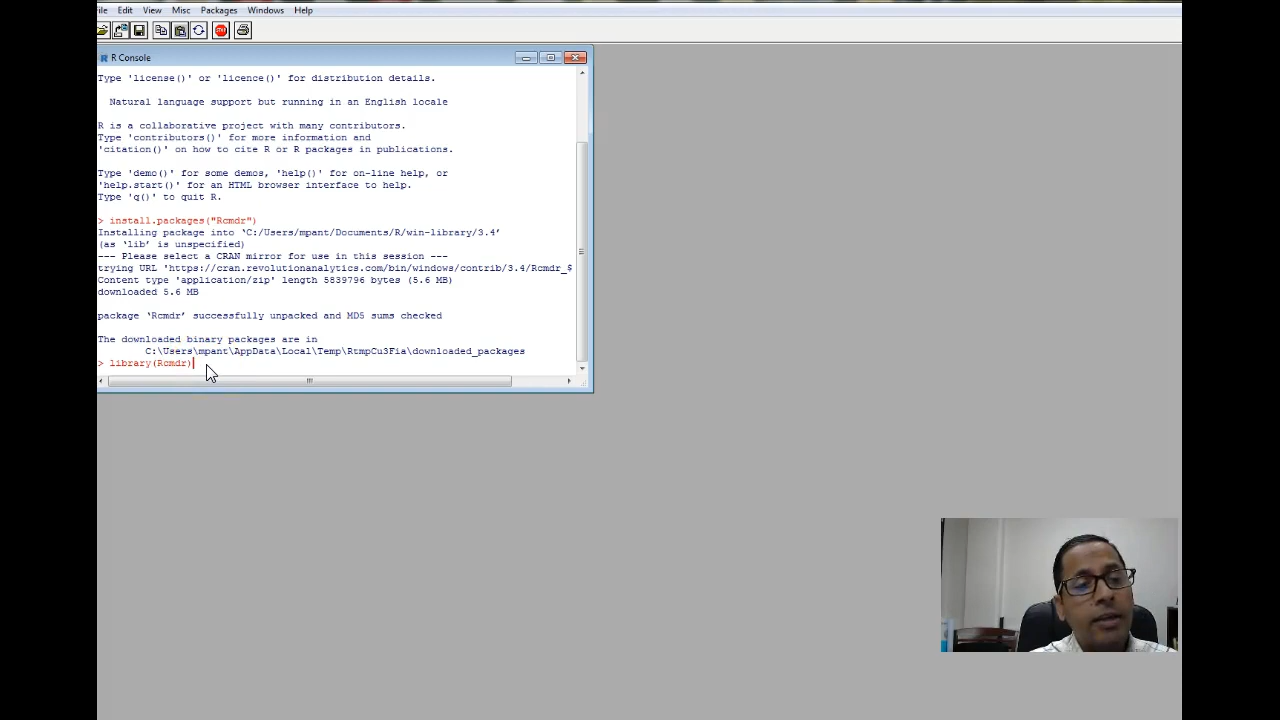 File Edit View Misc Packages Windows Help
STOP
R Console
Type 'license()' or 'licence()' for distribution details.
Natural language support but running in an English locale
R is a collaborative project with many contributors.
Type 'contributors()' for more information and
'citation()' on how to cite R or R packages in publications.
Type 'demo()' for some demos, 'help()' for on-line help, or
'help.start()' for an HTML browser interface to help.
Type 'q()' to quit R.
> install.packages("Rcmdr")
Installing package into ‘C:/Users/mpant/Documents/R/win-library/3.4’
(as ‘lib’ is unspecified)
--- Please select a CRAN mirror for use in this session ---
trying URL 'https://cran.revolutionanalytics.com/bin/windows/contrib/3.4/Rcmdr_$
Content type 'application/zip' length 5839796 bytes (5.6 MB)
downloaded 5.6 MB
package ‘Rcmdr’ successfully unpacked and MD5 sums checked
The downloaded binary packages are in
C:\Users\mpant\AppData\Local\Temp\RtmpCu3Fia\downloaded_packages
> library(Rcmdr)